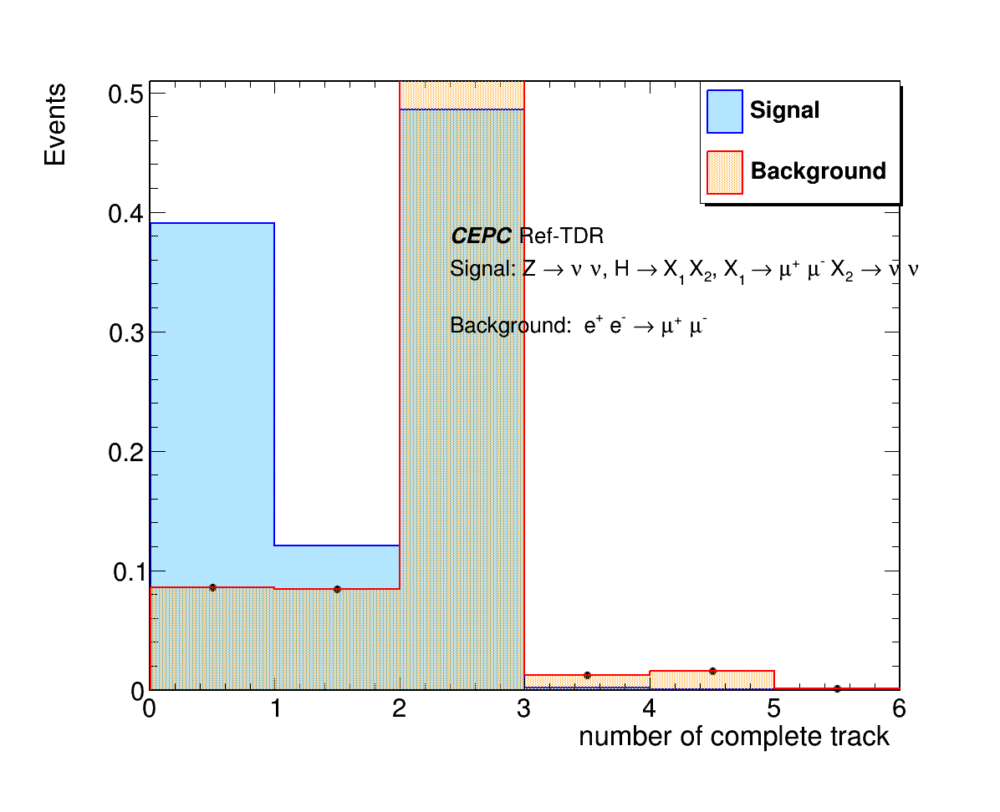 Events
0.5
0.4
0.3
0.2
0.1
0
0 1 2 3 4 5 6
number of complete track
Signal
Background
CEPC Ref-TDR
Signal: Z → ν ν, H → X₁ X₂, X₁ → μ⁺ μ⁻ X₂ → ν ν
Background: e⁺ e⁻ → μ⁺ μ⁻